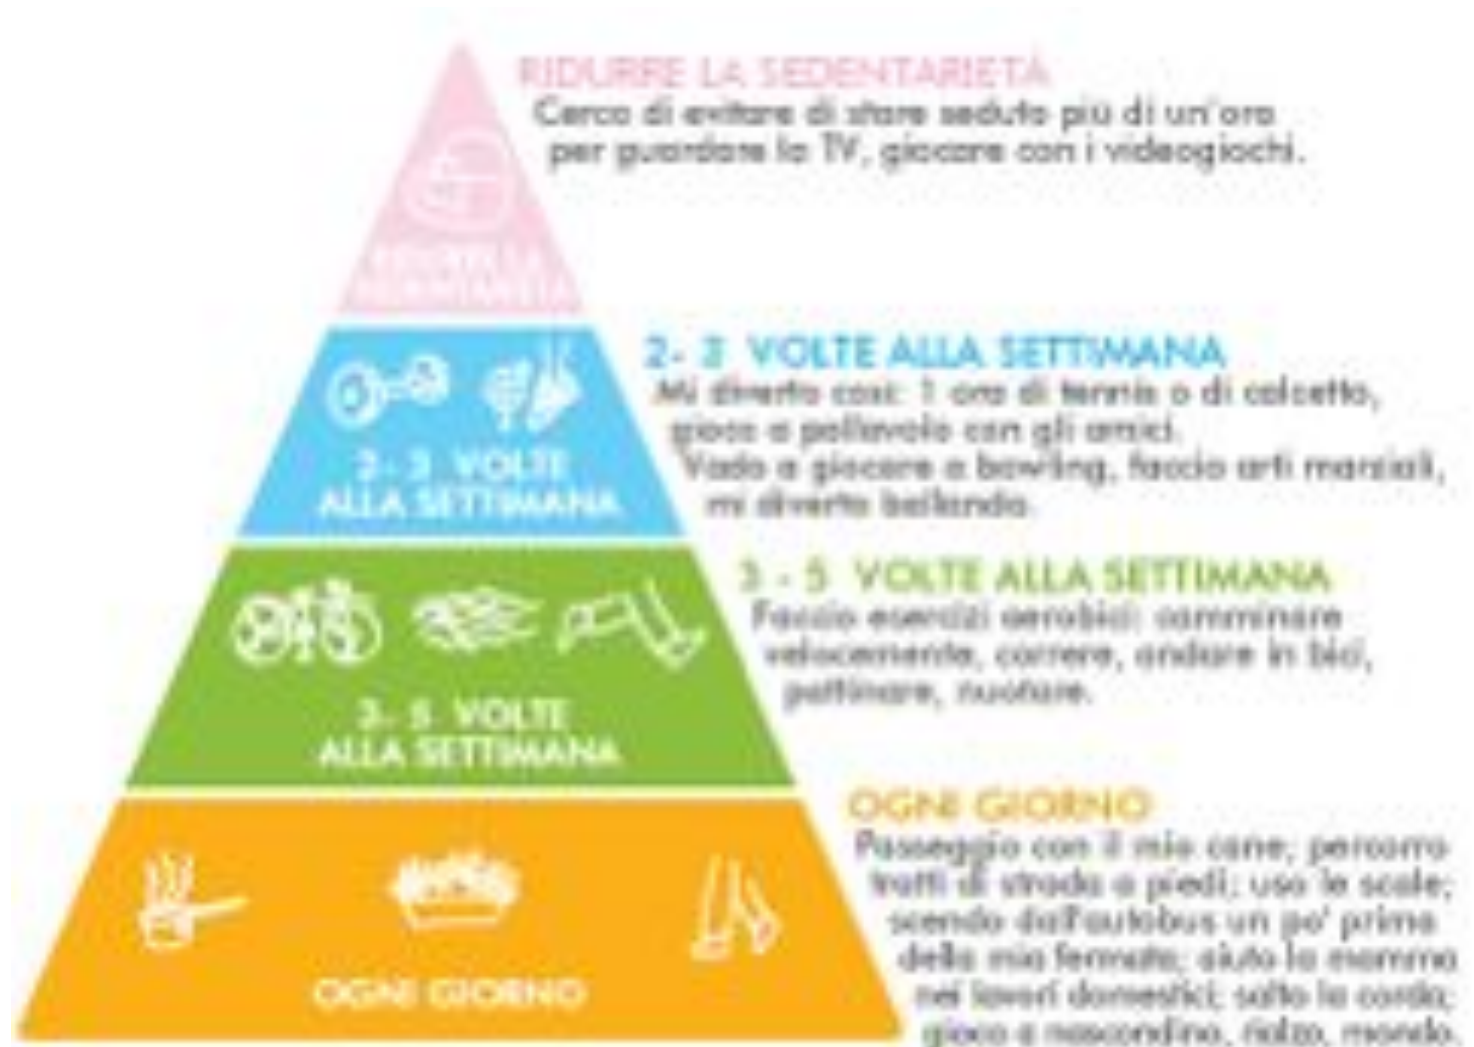 RIDURRE LA SEDENTARIETÀ
Cerco di evitare di stare seduto più di un'ora
per guardare la TV, giocare con i videogiochi.
RIDURRE LA
SEDENTARIETÀ
2- 3 VOLTE ALLA SETTIMANA
Mi diverto così: 1 ora di tennis o di calcetto,
gioco a pallavolo con gli amici.
Vado a giocare a bowling, faccio arti marziali,
mi diverto ballando.
2- 3 VOLTE
ALLA SETTIMANA
3 - 5 VOLTE ALLA SETTIMANA
Faccio esercizi aerobici: camminare
velocemente, correre, andare in bici,
pattinare, nuotare.
3- 5 VOLTE
ALLA SETTIMANA
OGNI GIORNO
Passeggio con il mio cane; percorro
tratti di strada a piedi; uso le scale;
scendo dall'autobus un po' prima
della mia fermata; aiuto la mamma
nei lavori domestici; salto la corda;
gioco a nascondino, rialzo, mondo.
OGNI GIORNO